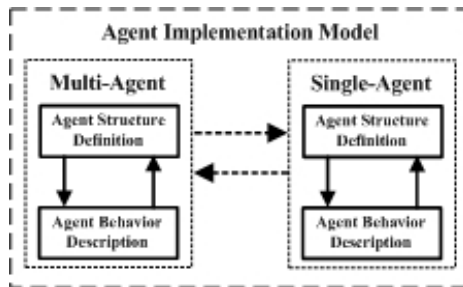 Agent Implementation Model
Multi-Agent
Agent Structure
Definition
Agent Behavior
Description
Single-Agent
Agent Structure
Definition
Agent Behavior
Description